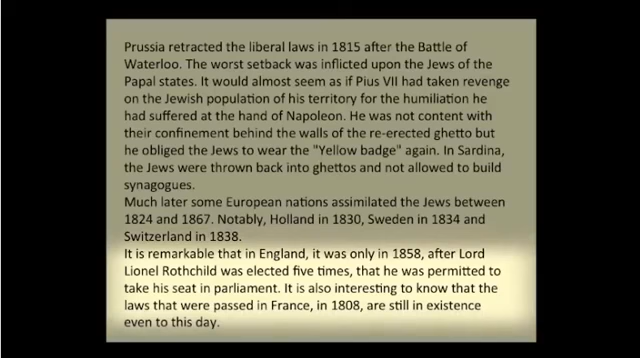 Prussia retracted the liberal laws in 1815 after the Battle of
Waterloo. The worst setback was inflicted upon the Jews of the
Papal states. It would almost seem as if Pius VII had taken revenge
on the Jewish population of his territory for the humiliation he
had suffered at the hand of Napoleon. He was not content with
their confinement behind the walls of the re-erected ghetto but
he obliged the Jews to wear the "Yellow badge" again. In Sardina,
the Jews were thrown back into ghettos and not allowed to build
synagogues.
Much later some European nations assimilated the Jews between
1824 and 1867. Notably, Holland in 1830, Sweden in 1834 and
Switzerland in 1838.
It is remarkable that in England, it was only in 1858, after Lord
Lionel Rothchild was elected five times, that he was permitted to
take his seat in parliament. It is also interesting to know that the
laws that were passed in France, in 1808, are still in existence
even to this day.